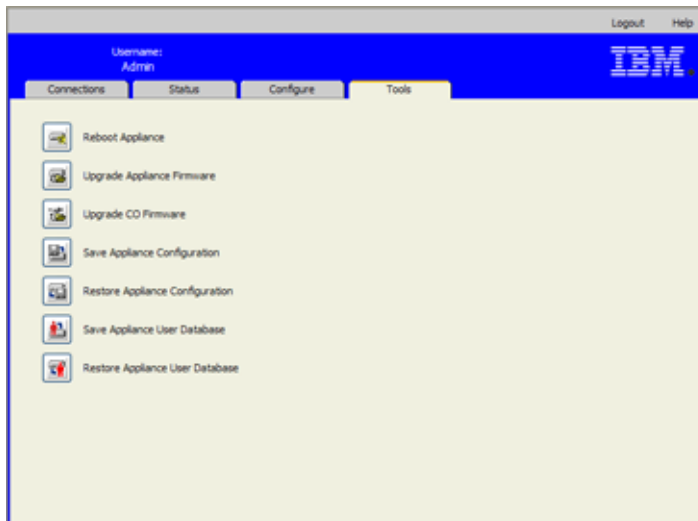 Logout Help
Username:
Admin
IBM.
Connections Status Configure Tools
Reboot Appliance
Upgrade Appliance Firmware
Upgrade CO Firmware
Save Appliance Configuration
Restore Appliance Configuration
Save Appliance User Database
Restore Appliance User Database